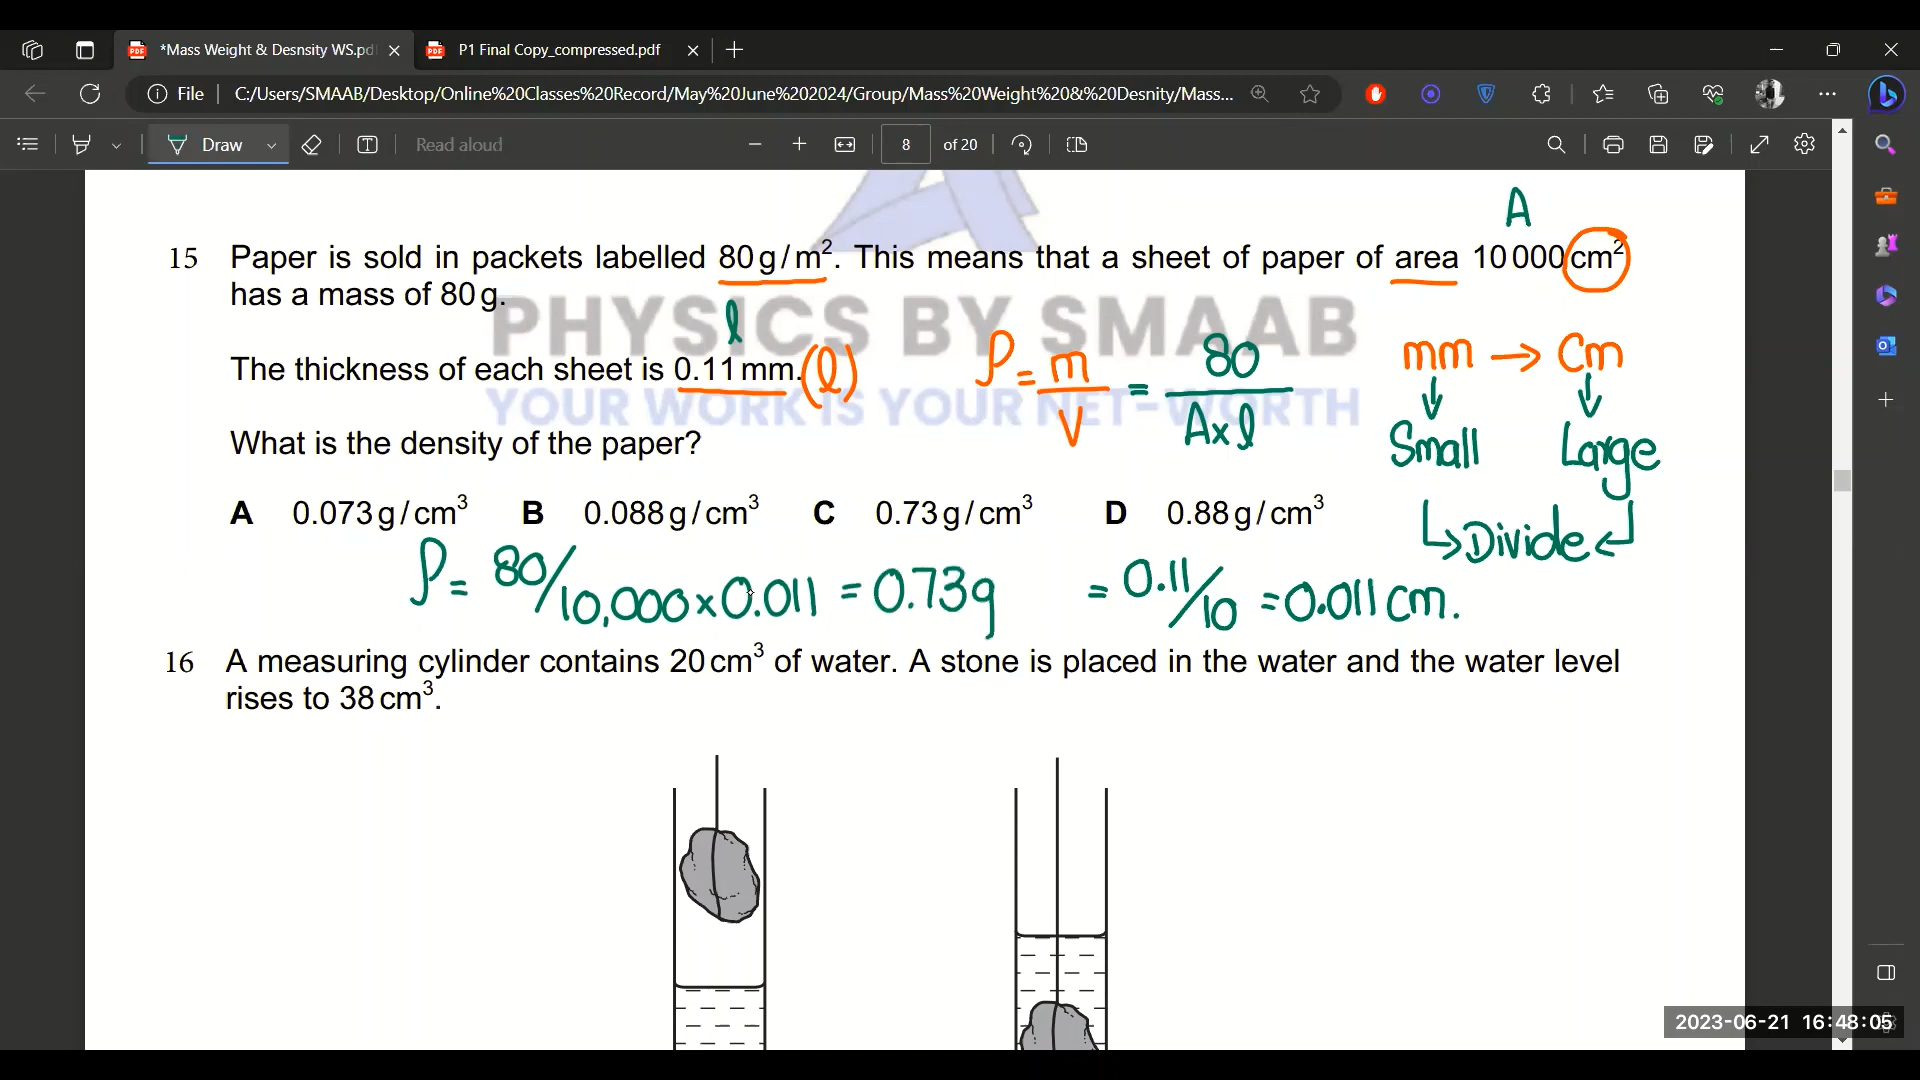 *Mass Weight & Desnsity WS.pd
P1 Final Copy_compressed.pdf
File
C:/Users/SMAAB/Desktop/Online%20Classes%20Record/May%20June%202024/Group/Mass%20Weight%20&%20Desnity/Mass...
Draw
Read aloud
8 of 20
A
15 Paper is sold in packets labelled 80 g / m². This means that a sheet of paper of area 10 000 cm²
has a mass of 80 g.
PHYSICS BY SMAAB
l
The thickness of each sheet is 0.11 mm. (l)
ρ = m/V = 80/A×l
mm → Cm
YOUR WORK IS YOUR NET-WORTH
Small Large
What is the density of the paper?
A 0.073 g / cm³ B 0.088 g / cm³ C 0.73 g / cm³ D 0.88 g / cm³
Divide
ρ = 80/10,000×0.011 = 0.73g
= 0.11/10 = 0.011 cm.
16 A measuring cylinder contains 20 cm³ of water. A stone is placed in the water and the water level
rises to 38 cm³.
2023-06-21 16:48:05